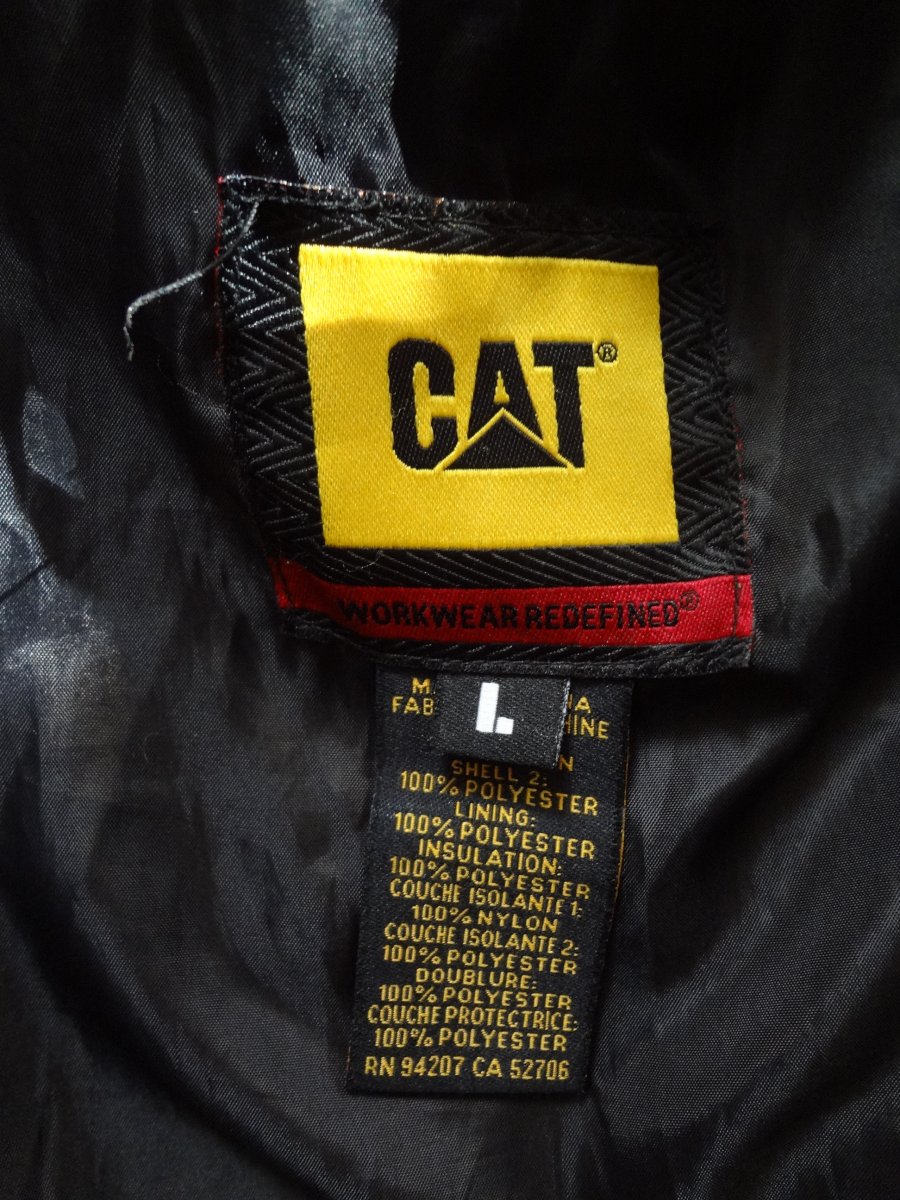 CAT®
WORKWEAR REDEFINED®
L
SHELL 2:
100% POLYESTER
LINING:
100% POLYESTER
INSULATION:
100% POLYESTER
COUCHE ISOLANTE 1:
100% NYLON
COUCHE ISOLANTE 2:
100% POLYESTER
DOUBLURE:
100% POLYESTER
COUCHE PROTECTRICE:
100% POLYESTER
RN 94207 CA 52706